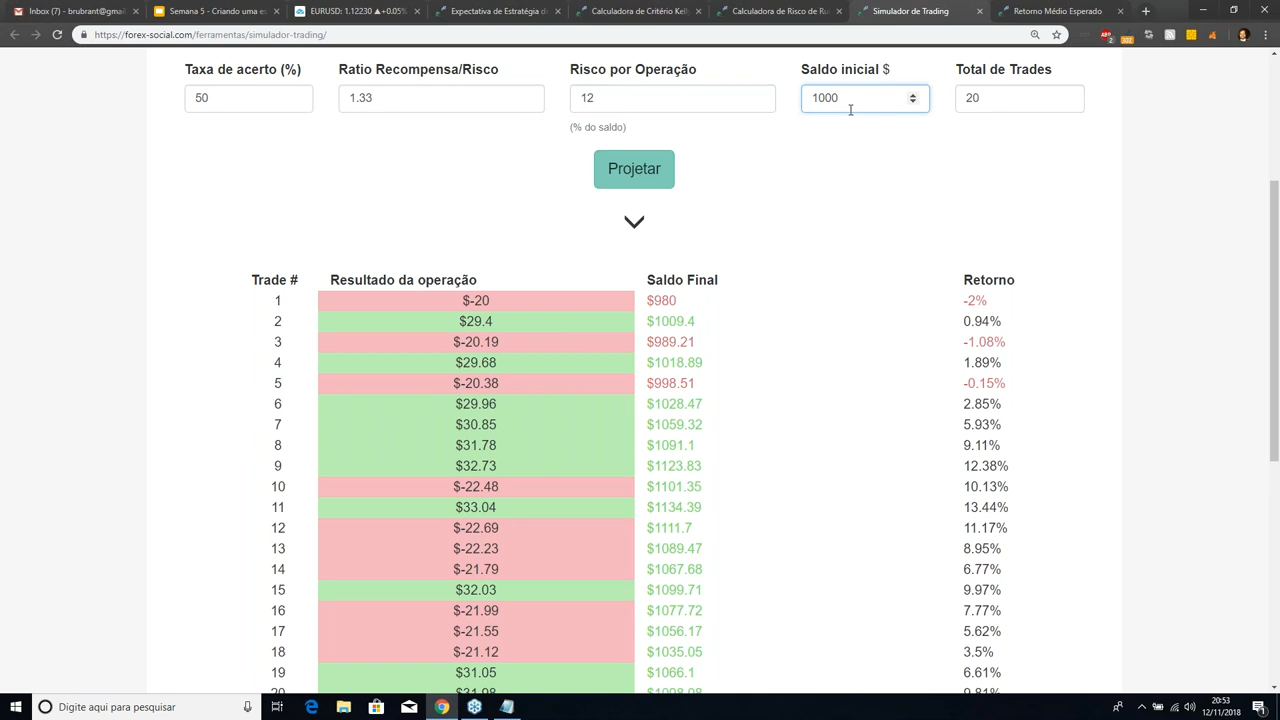 Inbox (7) - brubrant@gmail
Semana 5 - Criando uma es
EURUSD: 1.12230 ▲+0.05%
Expectativa de Estratégia do
Calculadora de Critério Kell
Calculadora de Risco de Ru
Simulador de Trading
Retorno Médio Esperado
https://forex-social.com/ferramentas/simulador-trading/
Taxa de acerto (%) Ratio Recompensa/Risco Risco por Operação Saldo inicial $ Total de Trades
50 1.33 12 1000 20
(% do saldo)
Projetar
Trade # Resultado da operação Saldo Final Retorno
1 $-20 $980 -2%
2 $29.4 $1009.4 0.94%
3 $-20.19 $989.21 -1.08%
4 $29.68 $1018.89 1.89%
5 $-20.38 $998.51 -0.15%
6 $29.96 $1028.47 2.85%
7 $30.85 $1059.32 5.93%
8 $31.78 $1091.1 9.11%
9 $32.73 $1123.83 12.38%
10 $-22.48 $1101.35 10.13%
11 $33.04 $1134.39 13.44%
12 $-22.69 $1111.7 11.17%
13 $-22.23 $1089.47 8.95%
14 $-21.79 $1067.68 6.77%
15 $32.03 $1099.71 9.97%
16 $-21.99 $1077.72 7.77%
17 $-21.55 $1056.17 5.62%
18 $-21.12 $1035.05 3.5%
19 $31.05 $1066.1 6.61%
20 $31.98 $1098.08 9.81%
Digite aqui para pesquisar
20:53
12/11/2018